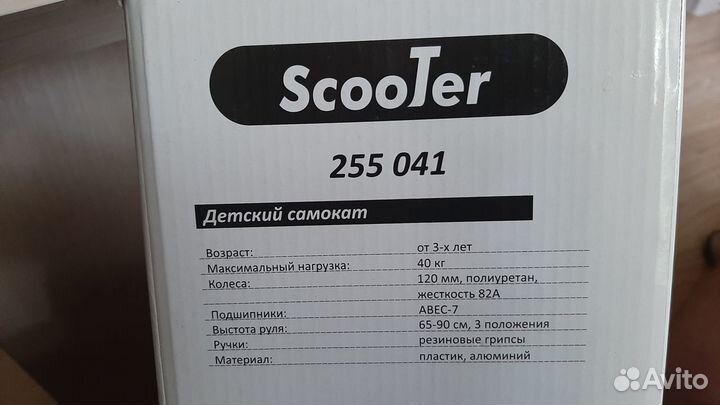 Scooter
255 041
Детский самокат
Возраст: от 3-х лет
Максимальный нагрузка: 40 кг
Колеса: 120 мм, полиуретан,
жесткость 82А
Подшипники: ABEC-7
Выстота руля: 65-90 см, 3 положения
Ручки: резиновые грипсы
Материал: пластик, алюминий
Avito